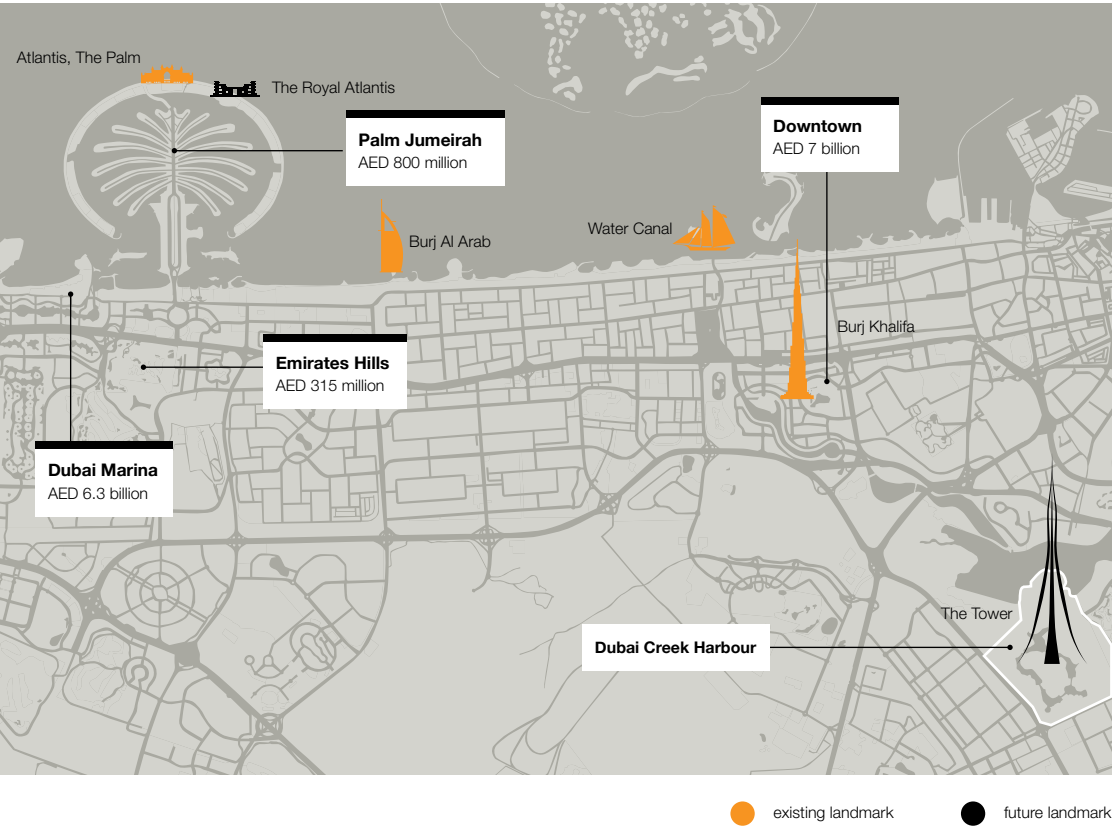 Atlantis, The Palm
The Royal Atlantis
Palm Jumeirah
AED 800 million
Downtown
AED 7 billion
Burj Al Arab
Water Canal
Burj Khalifa
Emirates Hills
AED 315 million
Dubai Marina
AED 6.3 billion
The Tower
Dubai Creek Harbour
existing landmark
future landmark